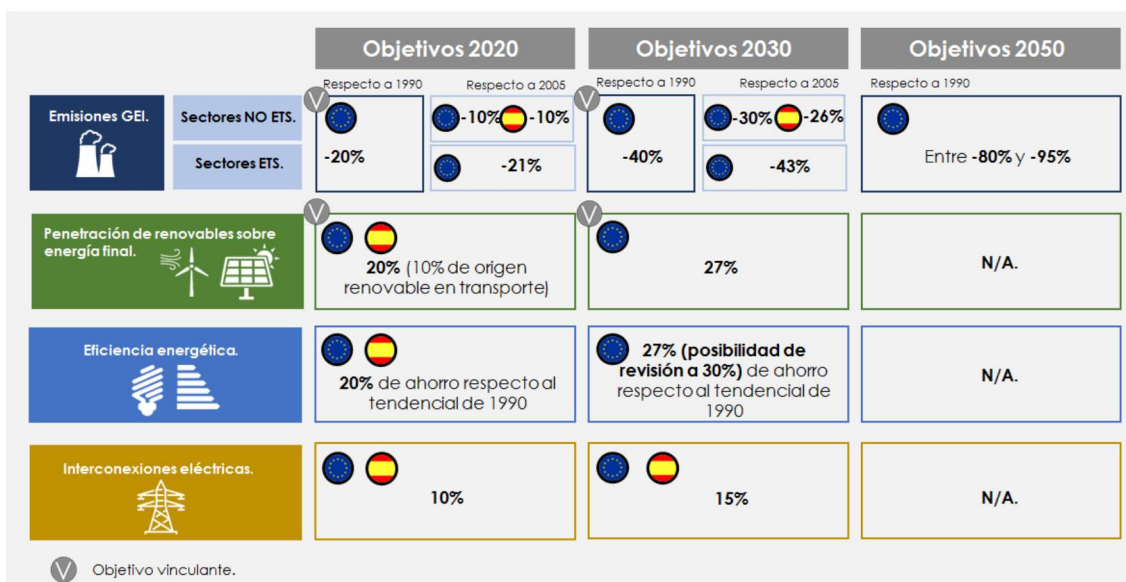 Objetivos 2020
Objetivos 2030
Objetivos 2050
Respecto a 1990
Respecto a 2005
Respecto a 1990
Respecto a 2005
Respecto a 1990
Emisiones GEI.
Sectores NO ETS.
Sectores ETS.
V
-20%
-10%
-10%
-21%
V
-40%
-30%
-26%
-43%
Entre -80% y -95%
Penetración de renovables sobre
energía final.
V
20% (10% de origen
renovable en transporte)
V
27%
N/A.
Eficiencia energética.
20% de ahorro respecto al
tendencial de 1990
27% (posibilidad de
revisión a 30%) de ahorro
respecto al tendencial de
1990
N/A.
Interconexiones eléctricas.
10%
15%
N/A.
V Objetivo vinculante.